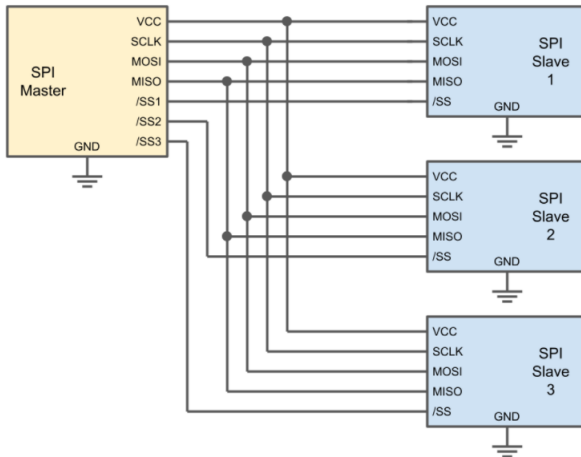 SPI
Master
VCC
SCLK
MOSI
MISO
/SS1
/SS2
/SS3
GND
VCC
SCLK
MOSI
MISO
/SS
SPI
Slave
1
GND
VCC
SCLK
MOSI
MISO
/SS
SPI
Slave
2
GND
VCC
SCLK
MOSI
MISO
/SS
SPI
Slave
3
GND